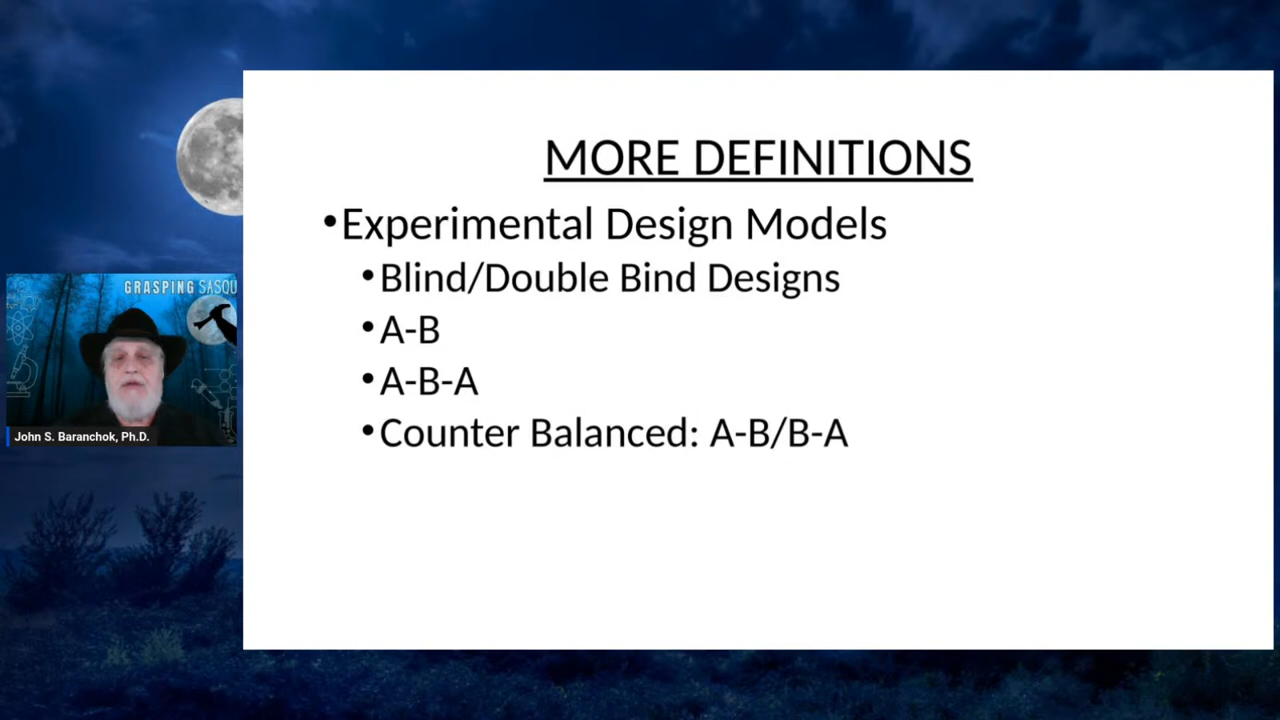 MORE DEFINITIONS
•Experimental Design Models
•Blind/Double Bind Designs
•A-B
•A-B-A
•Counter Balanced: A-B/B-A
GRASPING SASQU
John S. Baranchok, Ph.D.